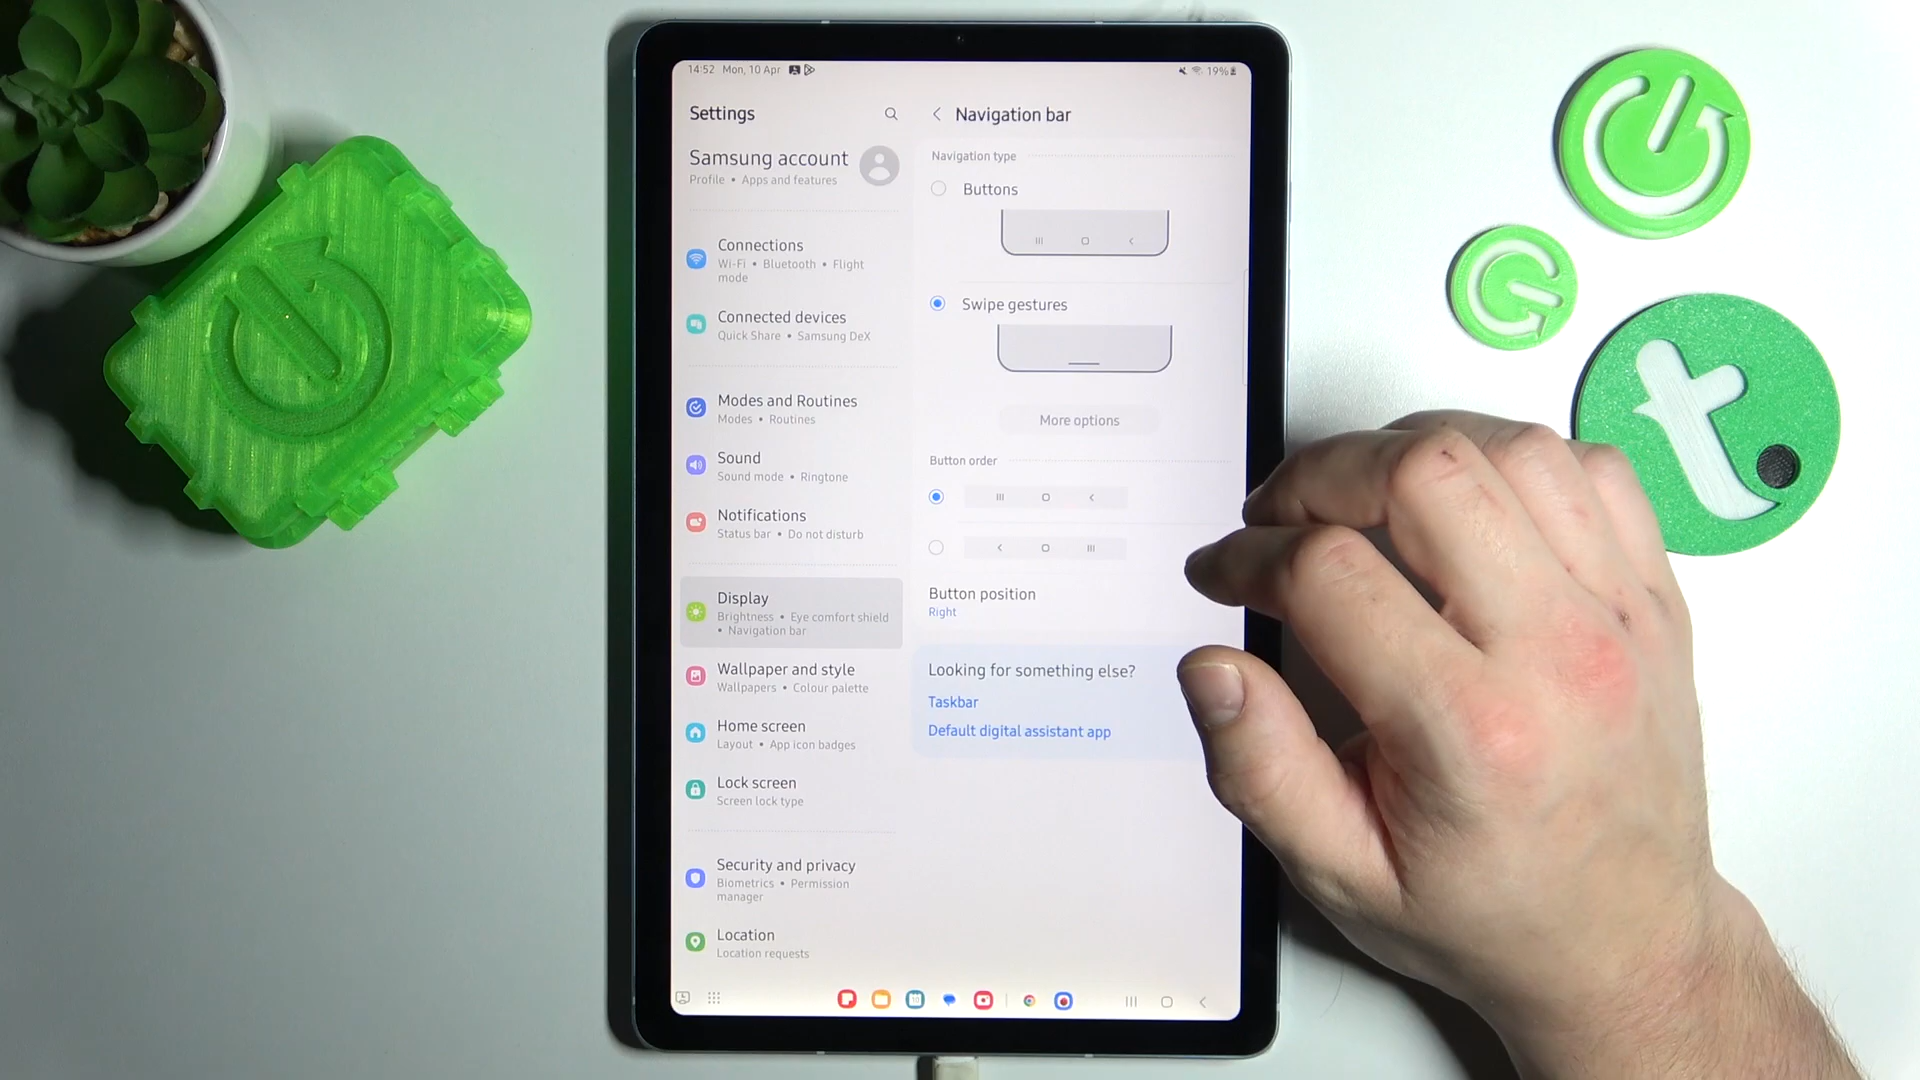 14:52 Mon, 10 Apr
19%
Settings
Samsung account
Profile • Apps and features
Connections
Wi-Fi • Bluetooth • Flight
mode
Connected devices
Quick Share • Samsung DeX
Modes and Routines
Modes • Routines
Sound
Sound mode • Ringtone
Notifications
Status bar • Do not disturb
Display
Brightness • Eye comfort shield
• Navigation bar
Wallpaper and style
Wallpapers • Colour palette
Home screen
Layout • App icon badges
Lock screen
Screen lock type
Security and privacy
Biometrics • Permission
manager
Location
Location requests
Navigation bar
Navigation type
Buttons
Swipe gestures
More options
Button order
Button position
Right
Looking for something else?
Taskbar
Default digital assistant app
10
t